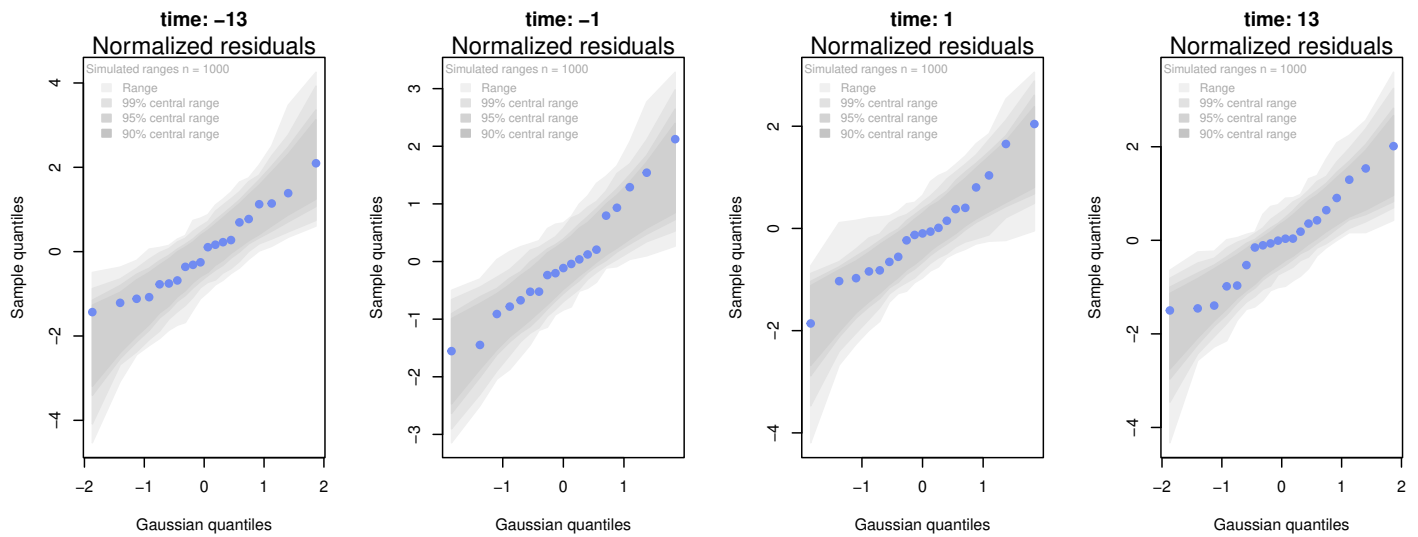 time: −13
Normalized residuals
Simulated ranges n = 1000
Range
99% central range
95% central range
90% central range
4
2
0
−2
−4
Sample quantiles
−2 −1 0 1 2
Gaussian quantiles
time: −1
Normalized residuals
Simulated ranges n = 1000
Range
99% central range
95% central range
90% central range
3
2
1
0
−1
−2
−3
Sample quantiles
−1 0 1
Gaussian quantiles
time: 1
Normalized residuals
Simulated ranges n = 1000
Range
99% central range
95% central range
90% central range
2
0
−2
−4
Sample quantiles
−1 0 1
Gaussian quantiles
time: 13
Normalized residuals
Simulated ranges n = 1000
Range
99% central range
95% central range
90% central range
2
0
−2
−4
Sample quantiles
−2 −1 0 1 2
Gaussian quantiles